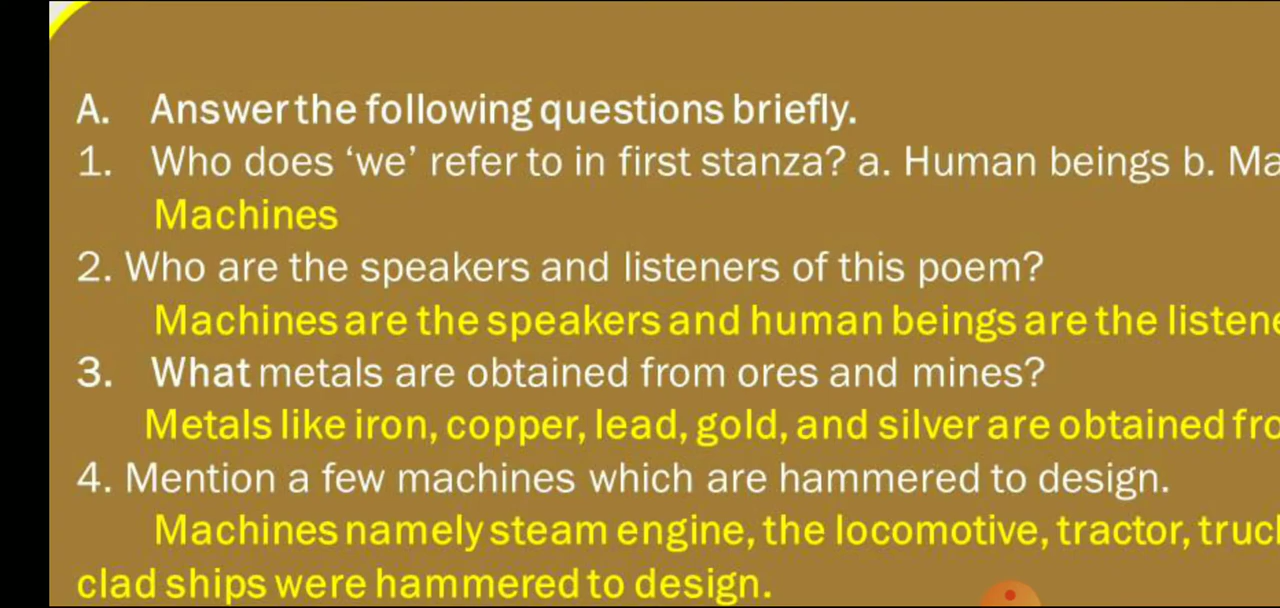 A. Answer the following questions briefly.
1. Who does ‘we’ refer to in first stanza? a. Human beings b.
Machines
2. Who are the speakers and listeners of this poem?
Machines are the speakers and human beings are the
3. What metals are obtained from ores and mines?
Metals like iron, copper, lead, gold, and silver are obtained
4. Mention a few machines which are hammered to design.
Machines namely steam engine, the locomotive, tractor,
clad ships were hammered to design.